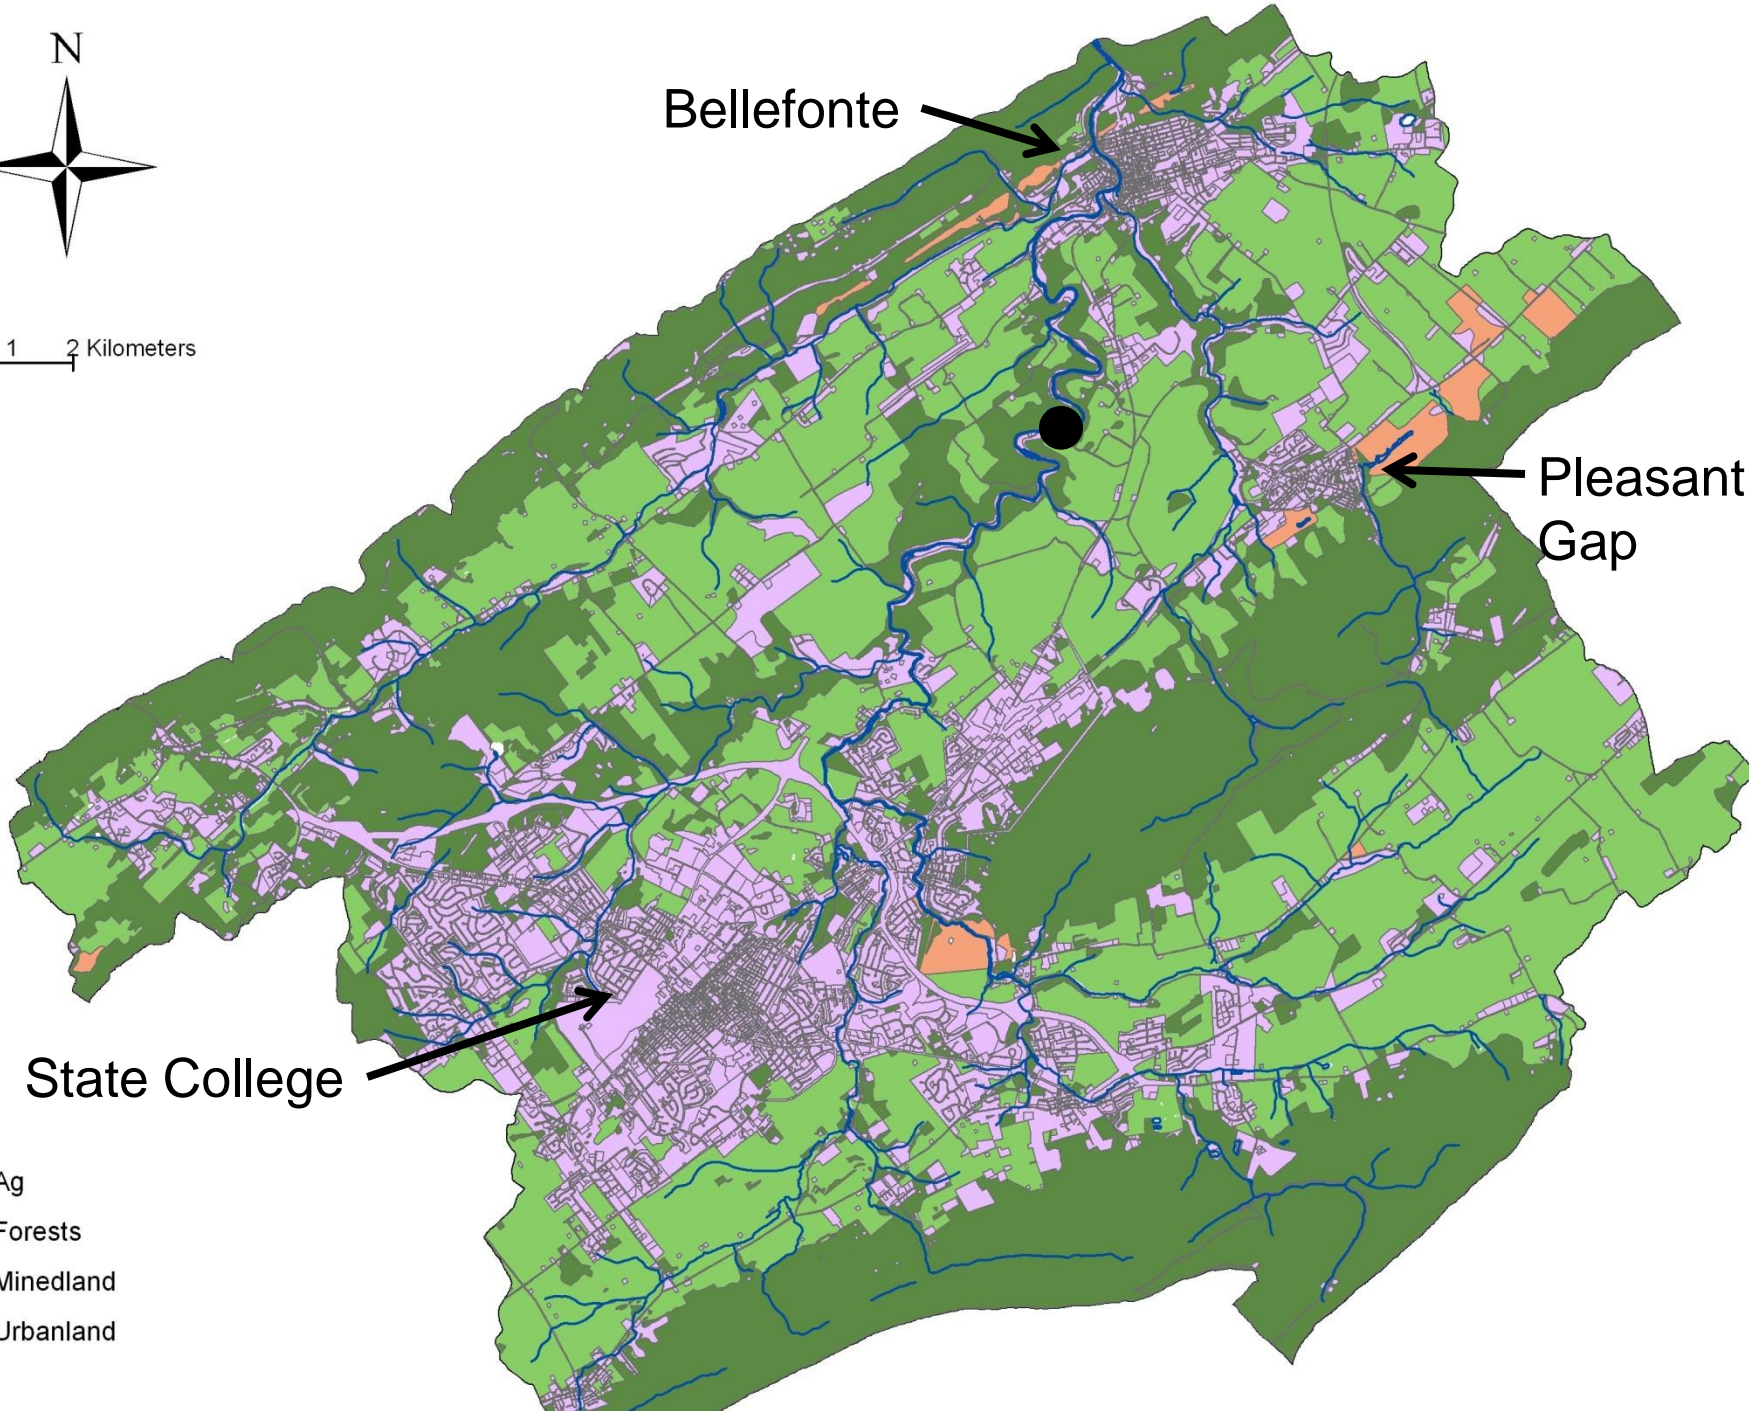 N
Bellefonte
1 2 Kilometers
Pleasant
Gap
State College
Ag
Forests
Minedland
Urbanland